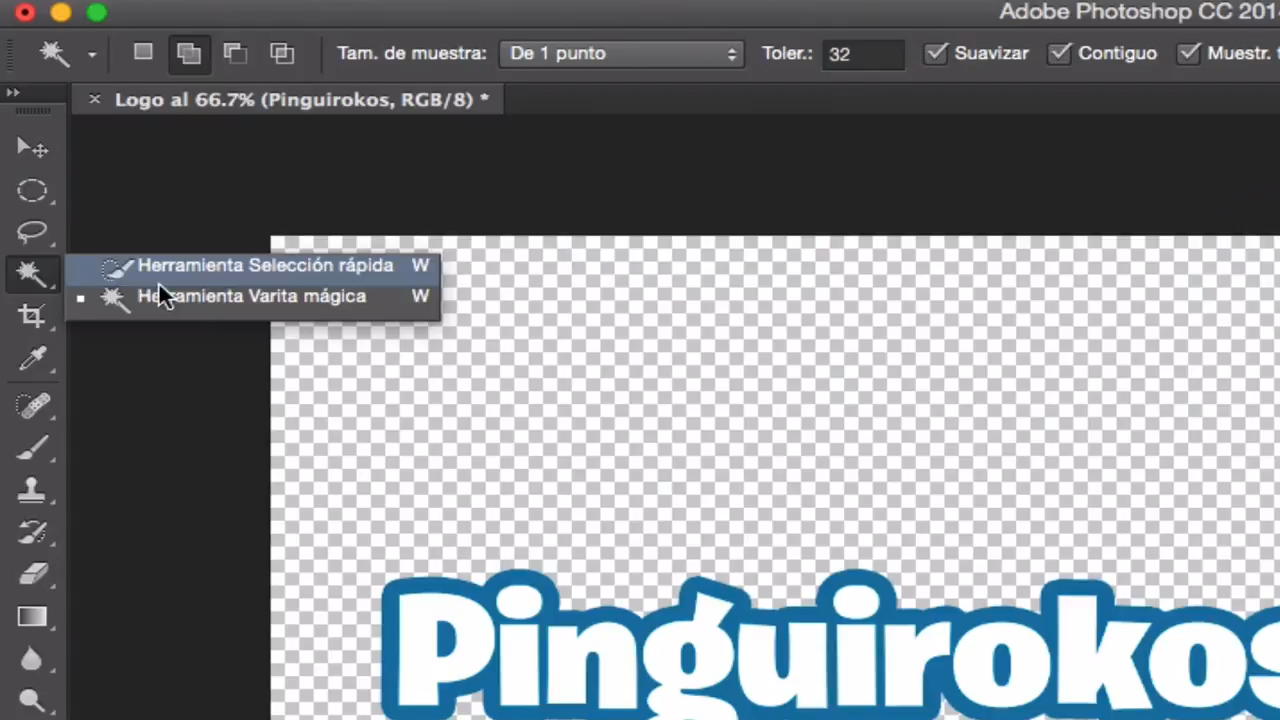 Adobe Photoshop CC 201
Tam. de muestra: De 1 punto Toler.: 32 Suavizar Contiguo Muestr.
Logo al 66.7% (Pinguirokos, RGB/8) *
Herramienta Selección rápida W
Herramienta Varita mágica W
Pinguirokos